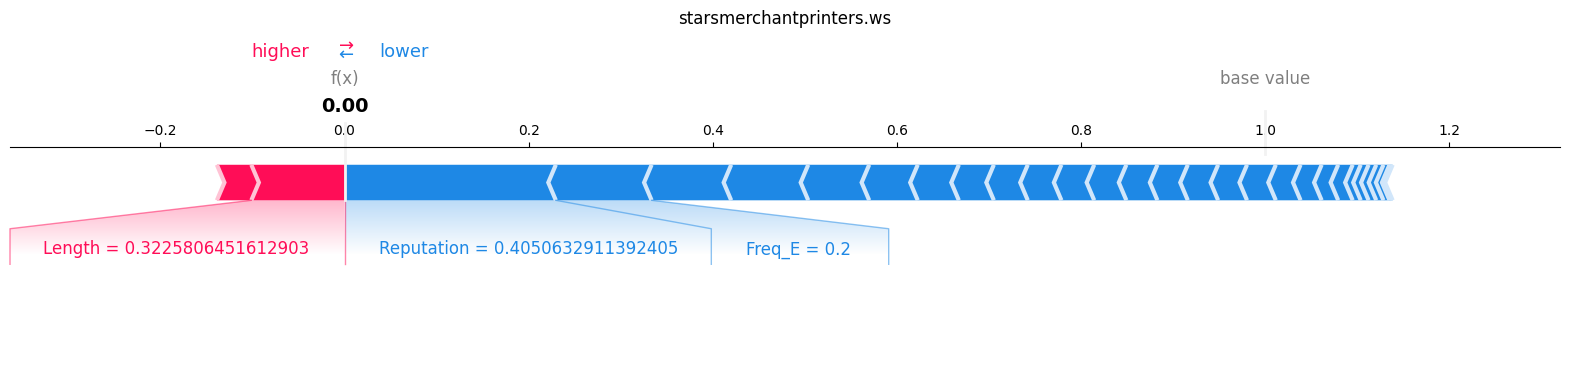 starsmerchantprinters.ws
higher ⇄ lower
f(x) base value
0.00
−0.2 0.0 0.2 0.4 0.6 0.8 1.0 1.2
Length = 0.3225806451612903 Reputation = 0.4050632911392405 Freq_E = 0.2